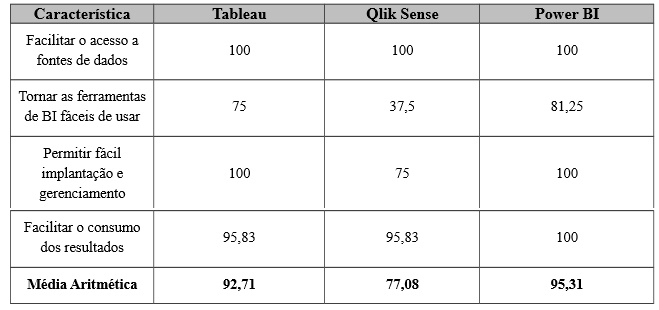 Característica Tableau Qlik Sense Power BI
Facilitar o acesso a
fontes de dados
100 100 100
Tornar as ferramentas
de BI fáceis de usar
75 37,5 81,25
Permitir fácil
implantação e
gerenciamento
100 75 100
Facilitar o consumo
dos resultados
95,83 95,83 100
Média Aritmética 92,71 77,08 95,31